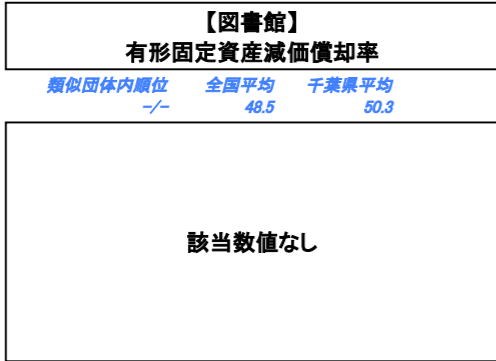 【図書館】
有形固定資産減価償却率
類似団体内順位 全国平均 千葉県平均
-/- 48.5 50.3
該当数値なし